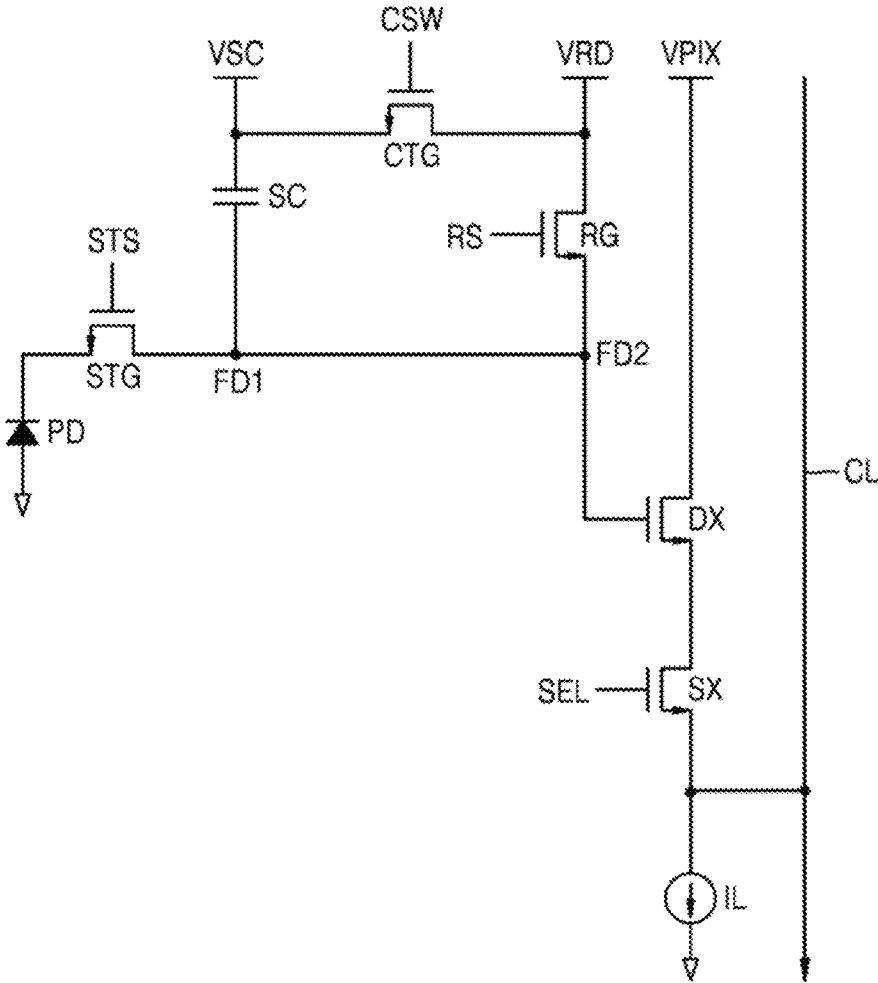 CSW
VSC
VRD
VPIX
CTG
SC
RS
RG
STS
STG
FD1
FD2
PD
CL
DX
SEL
SX
IL